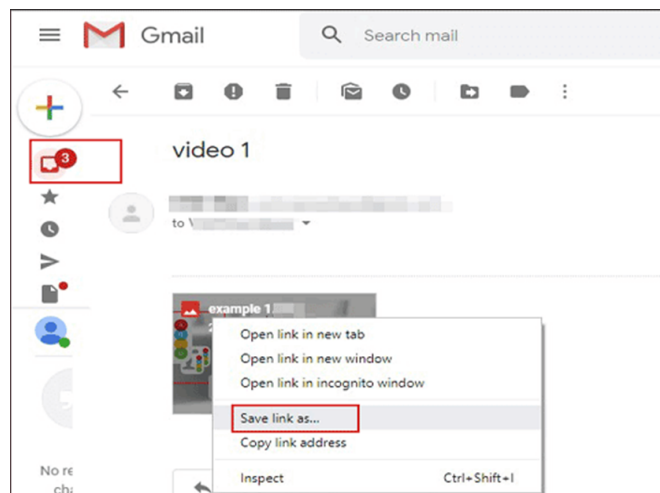 Gmail
Search mail
3
video 1
to
example 1
Open link in new tab
Open link in new window
Open link in incognito window
Save link as...
Copy link address
Inspect Ctrl+Shift+I
No re
cha